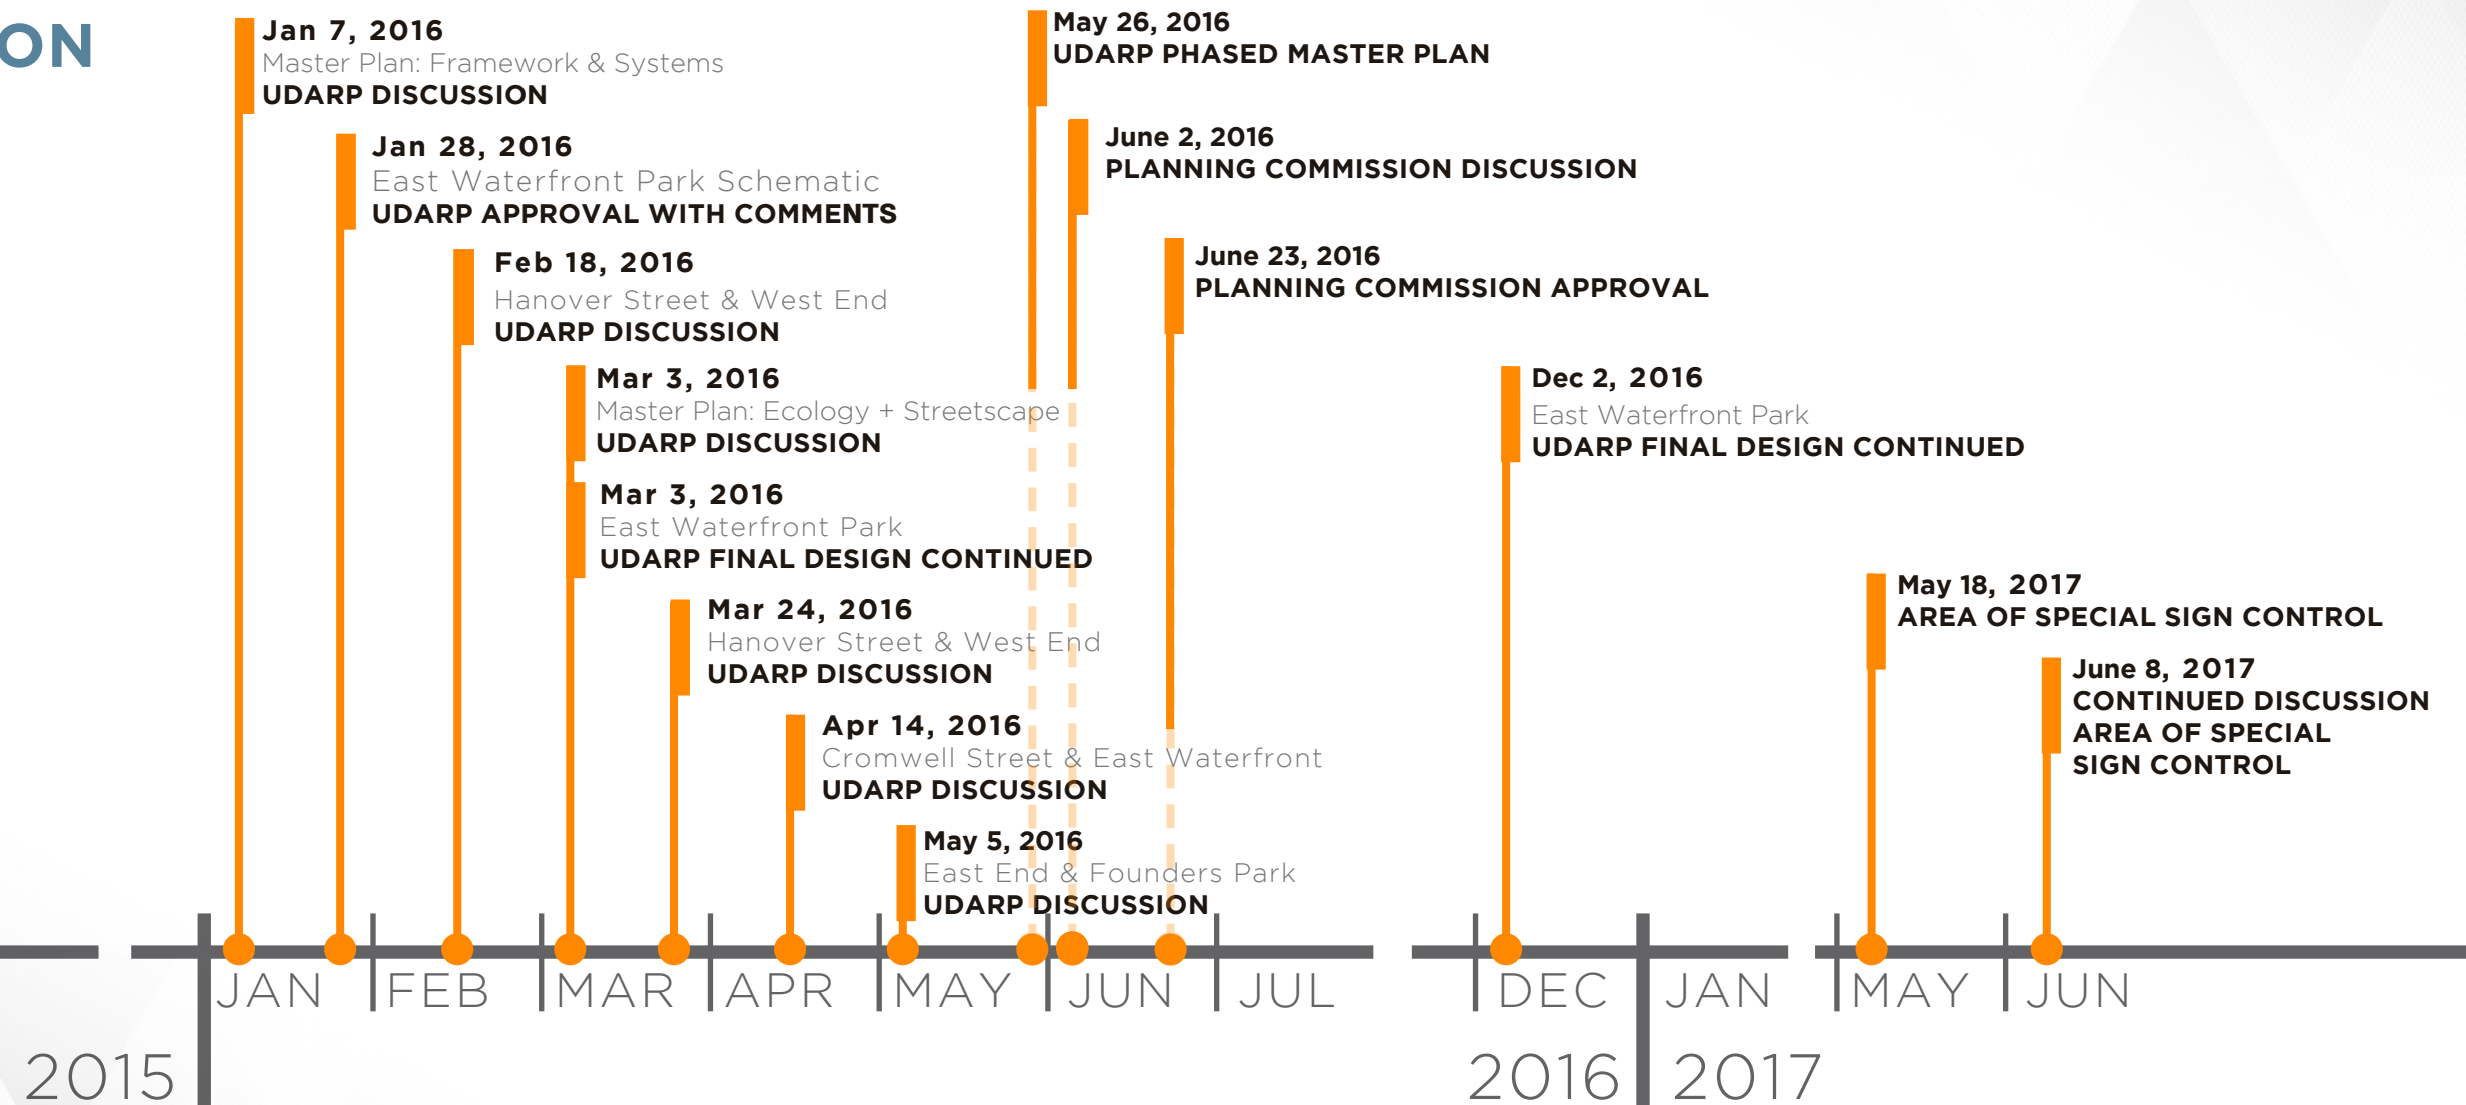 ON
Jan 7, 2016
Master Plan: Framework & Systems
UDARP DISCUSSION
Jan 28, 2016
East Waterfront Park Schematic
UDARP APPROVAL WITH COMMENTS
Feb 18, 2016
Hanover Street & West End
UDARP DISCUSSION
Mar 3, 2016
Master Plan: Ecology + Streetscape
UDARP DISCUSSION
Mar 3, 2016
East Waterfront Park
UDARP FINAL DESIGN CONTINUED
Mar 24, 2016
Hanover Street & West End
UDARP DISCUSSION
Apr 14, 2016
Cromwell Street & East Waterfront
UDARP DISCUSSION
May 5, 2016
East End & Founders Park
UDARP DISCUSSION
May 26, 2016
UDARP PHASED MASTER PLAN
June 2, 2016
PLANNING COMMISSION DISCUSSION
June 23, 2016
PLANNING COMMISSION APPROVAL
Dec 2, 2016
East Waterfront Park
UDARP FINAL DESIGN CONTINUED
May 18, 2017
AREA OF SPECIAL SIGN CONTROL
June 8, 2017
CONTINUED DISCUSSION
AREA OF SPECIAL
SIGN CONTROL
JAN FEB MAR APR MAY JUN JUL DEC JAN MAY JUN
2015 2016 2017